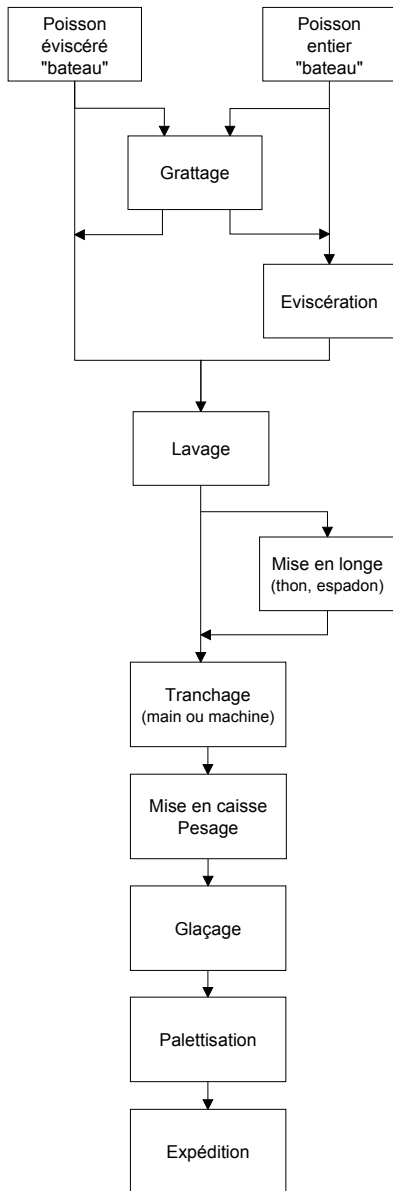 Poisson
éviscéré
"bateau"
Poisson
entier
"bateau"
Grattage
Eviscération
Lavage
Mise en longe
(thon, espadon)
Tranchage
(main ou machine)
Mise en caisse
Pesage
Glaçage
Palettisation
Expédition